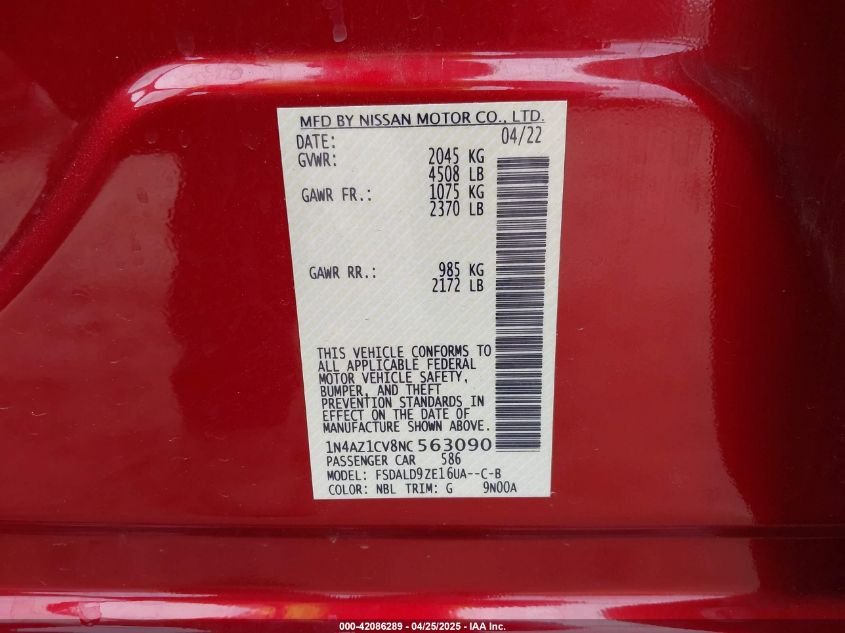 MFD BY NISSAN MOTOR CO., LTD.
DATE: 04/22
GVWR: 2045 KG
4508 LB
GAWR FR.: 1075 KG
2370 LB
GAWR RR.: 985 KG
2172 LB
THIS VEHICLE CONFORMS TO
ALL APPLICABLE FEDERAL
MOTOR VEHICLE SAFETY,
BUMPER, AND THEFT
PREVENTION STANDARDS IN
EFFECT ON THE DATE OF
MANUFACTURE SHOWN ABOVE.
1N4AZ1CV8NC563090
PASSENGER CAR 586
MODEL: FSDALD9ZE16UA--C-B
COLOR: NBL TRIM: G 9N00A
000-42086289 - 04/25/2025 - IAA Inc.